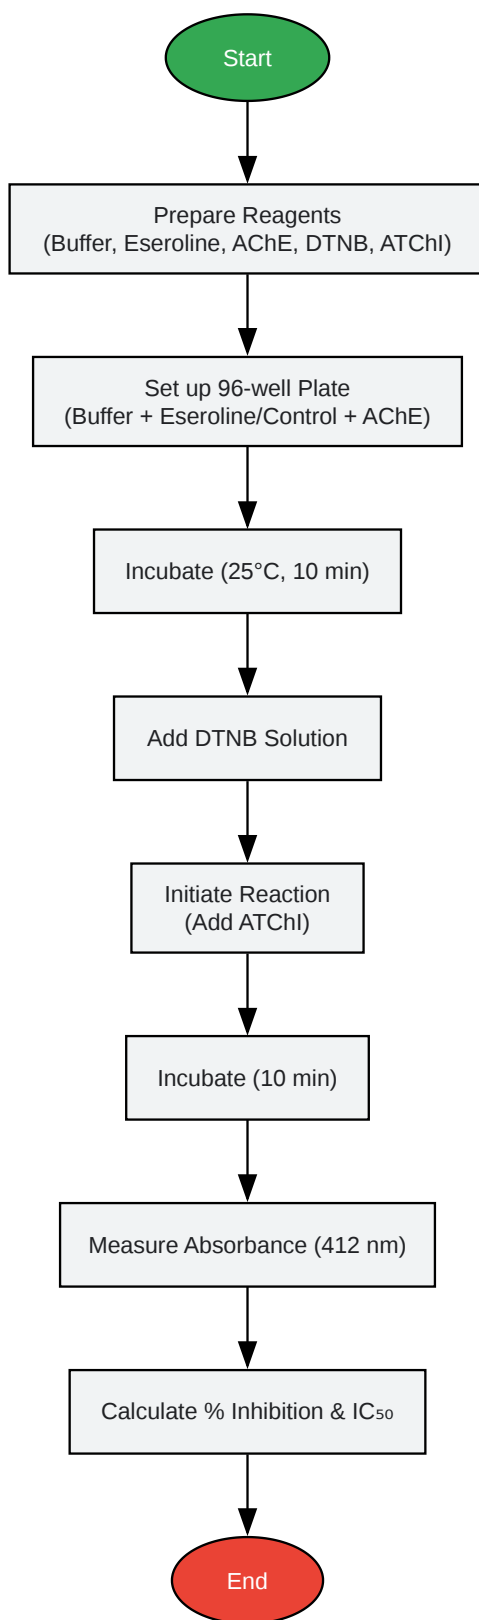 Start
Prepare Reagents
(Buffer, Eseroline, AChE, DTNB, ATChI)
Set up 96-well Plate
(Buffer + Eseroline/Control + AChE)
Incubate (25°C, 10 min)
Add DTNB Solution
Initiate Reaction
(Add ATChI)
Incubate (10 min)
Measure Absorbance (412 nm)
Calculate % Inhibition & IC₅₀
End